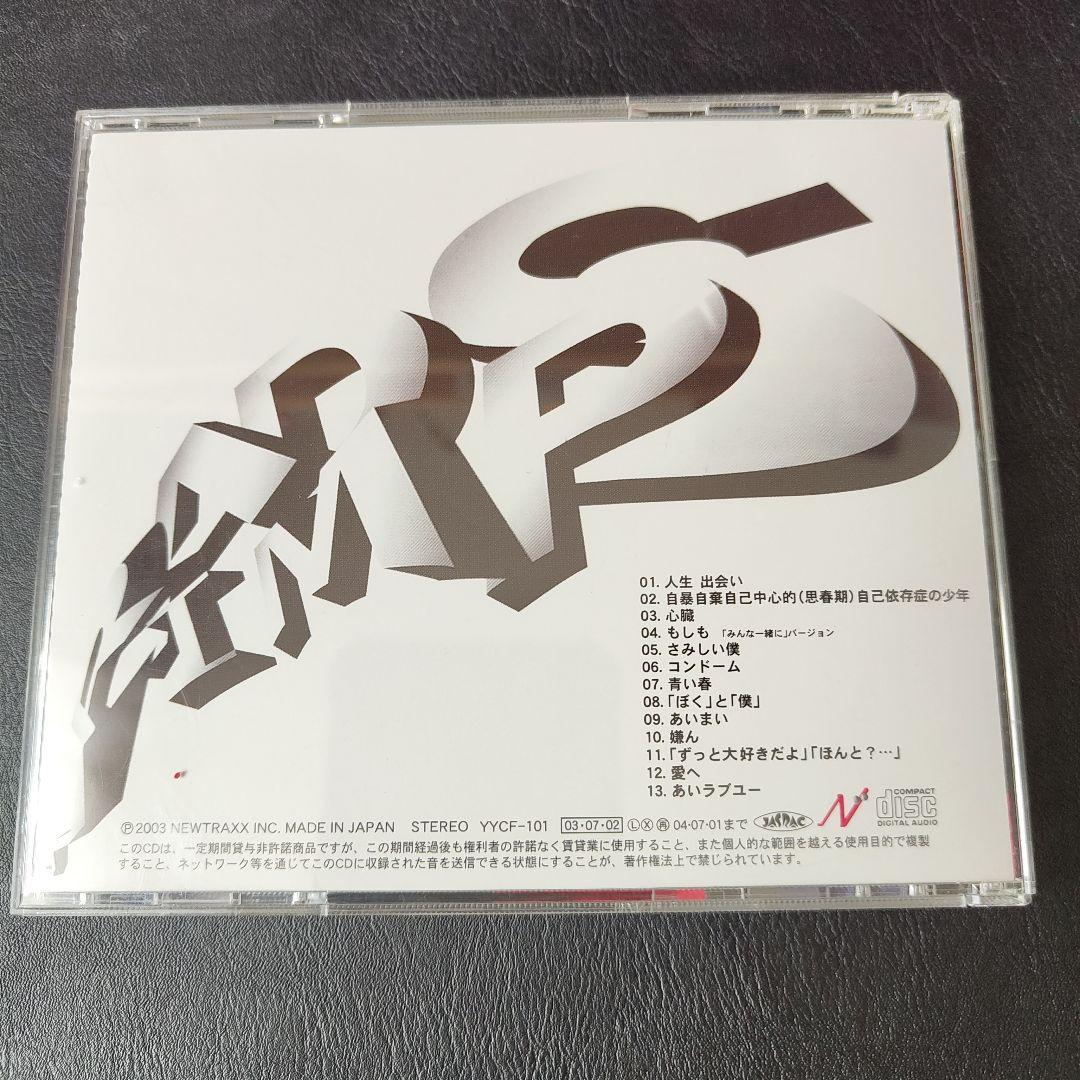 01. 人生 出会い
02. 自暴自棄自己中心的(思春期)自己依存症の少年
03. 心臓
04. もしも 「みんな一緒に」バージョン
05. さみしい僕
06. コンドーム
07. 青い春
08.「ぼく」と「僕」
09. あいまい
10. 嫌ん
11.「ずっと大好きだよ」「ほんと?…」
12. 愛へ
13. あいラブユー
Ⓟ2003 NEWTRAXX INC. MADE IN JAPAN STEREO YYCF-101 03・07・02 Ⓛ Ⓧ ㊞ 04・07・01まで JASRAC N COMPACT disc DIGITAL AUDIO
このCDは、一定期間貸与非許諾商品ですが、この期間経過後も権利者の許諾なく賃貸業に使用すること、また個人的な範囲を越える使用目的で複製
すること、ネットワーク等を通じてこのCDに収録された音を送信できる状態にすることが、著作権法上で禁じられています。